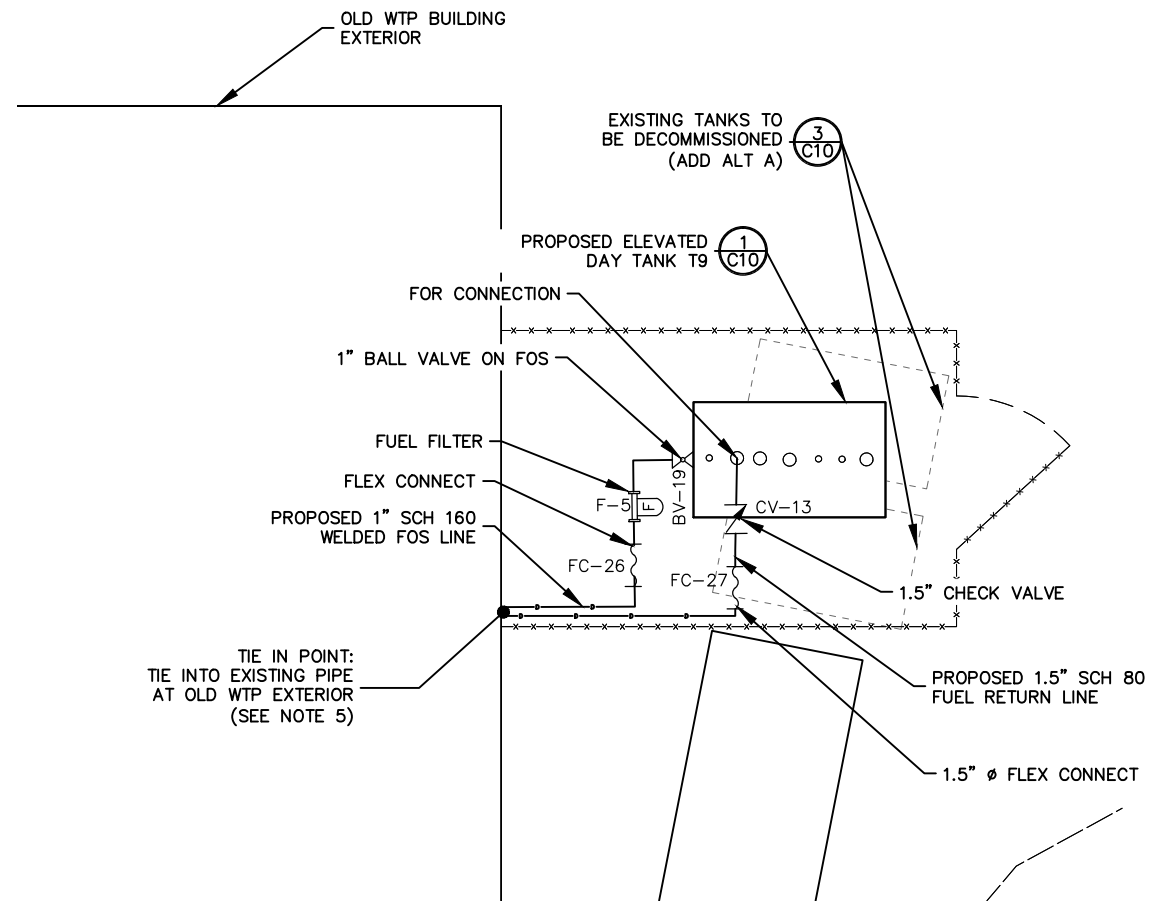 OLD WTP BUILDING
EXTERIOR
EXISTING TANKS TO
BE DECOMMISSIONED
(ADD ALT A)
3
C10
PROPOSED ELEVATED
DAY TANK T9
1
C10
FOR CONNECTION
1" BALL VALVE ON FOS
FUEL FILTER
FLEX CONNECT
PROPOSED 1" SCH 160
WELDED FOS LINE
F-5
F
BV-19
CV-13
FC-26
FC-27
1.5" CHECK VALVE
TIE IN POINT:
TIE INTO EXISTING PIPE
AT OLD WTP EXTERIOR
(SEE NOTE 5)
PROPOSED 1.5" SCH 80
FUEL RETURN LINE
1.5" ø FLEX CONNECT